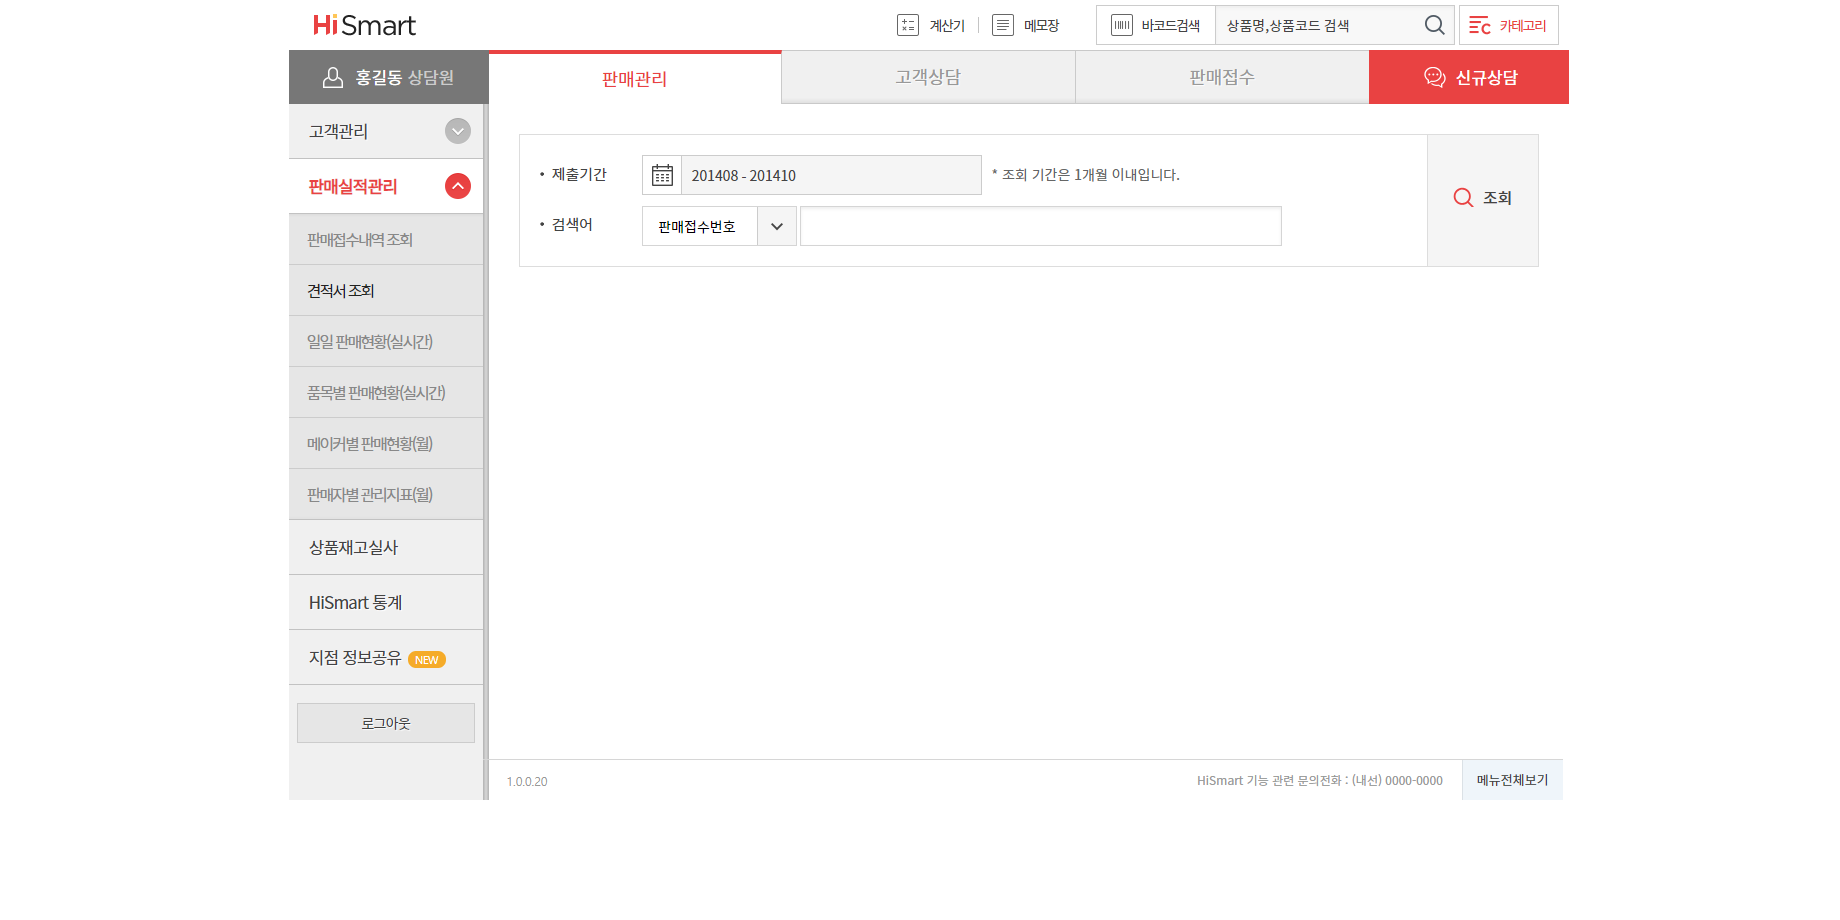 HiSmart
계산기
메모장
바코드검색
상품명,상품코드 검색
카테고리
홍길동 상담원
판매관리
고객상담
판매접수
신규상담
고객관리
판매실적관리
판매접수내역 조회
견적서 조회
일일 판매현황(실시간)
품목별 판매현황(실시간)
메이커별 판매현황(월)
판매자별 관리지표(월)
상품재고실사
HiSmart 통계
지점 정보공유 NEW
로그아웃
• 제출기간
201408 - 201410
* 조회 기간은 1개월 이내입니다.
• 검색어
판매접수번호
조회
1.0.0.20
HiSmart 기능 관련 문의전화 : (내선) 0000-0000
메뉴전체보기